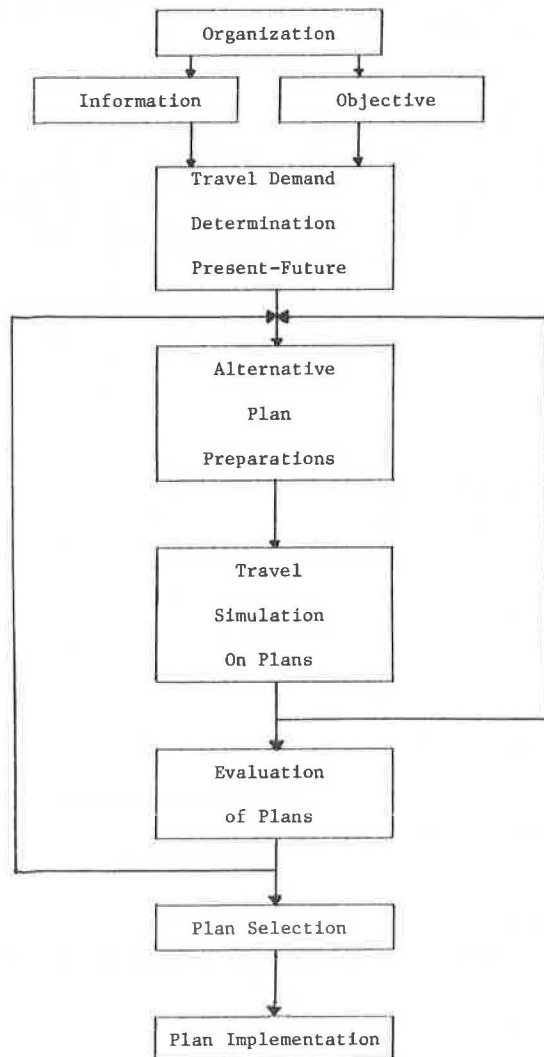 Organization
Information
Objective
Travel Demand
Determination
Present-Future
Alternative
Plan
Preparations
Travel
Simulation
On Plans
Evaluation
of Plans
Plan Selection
Plan Implementation